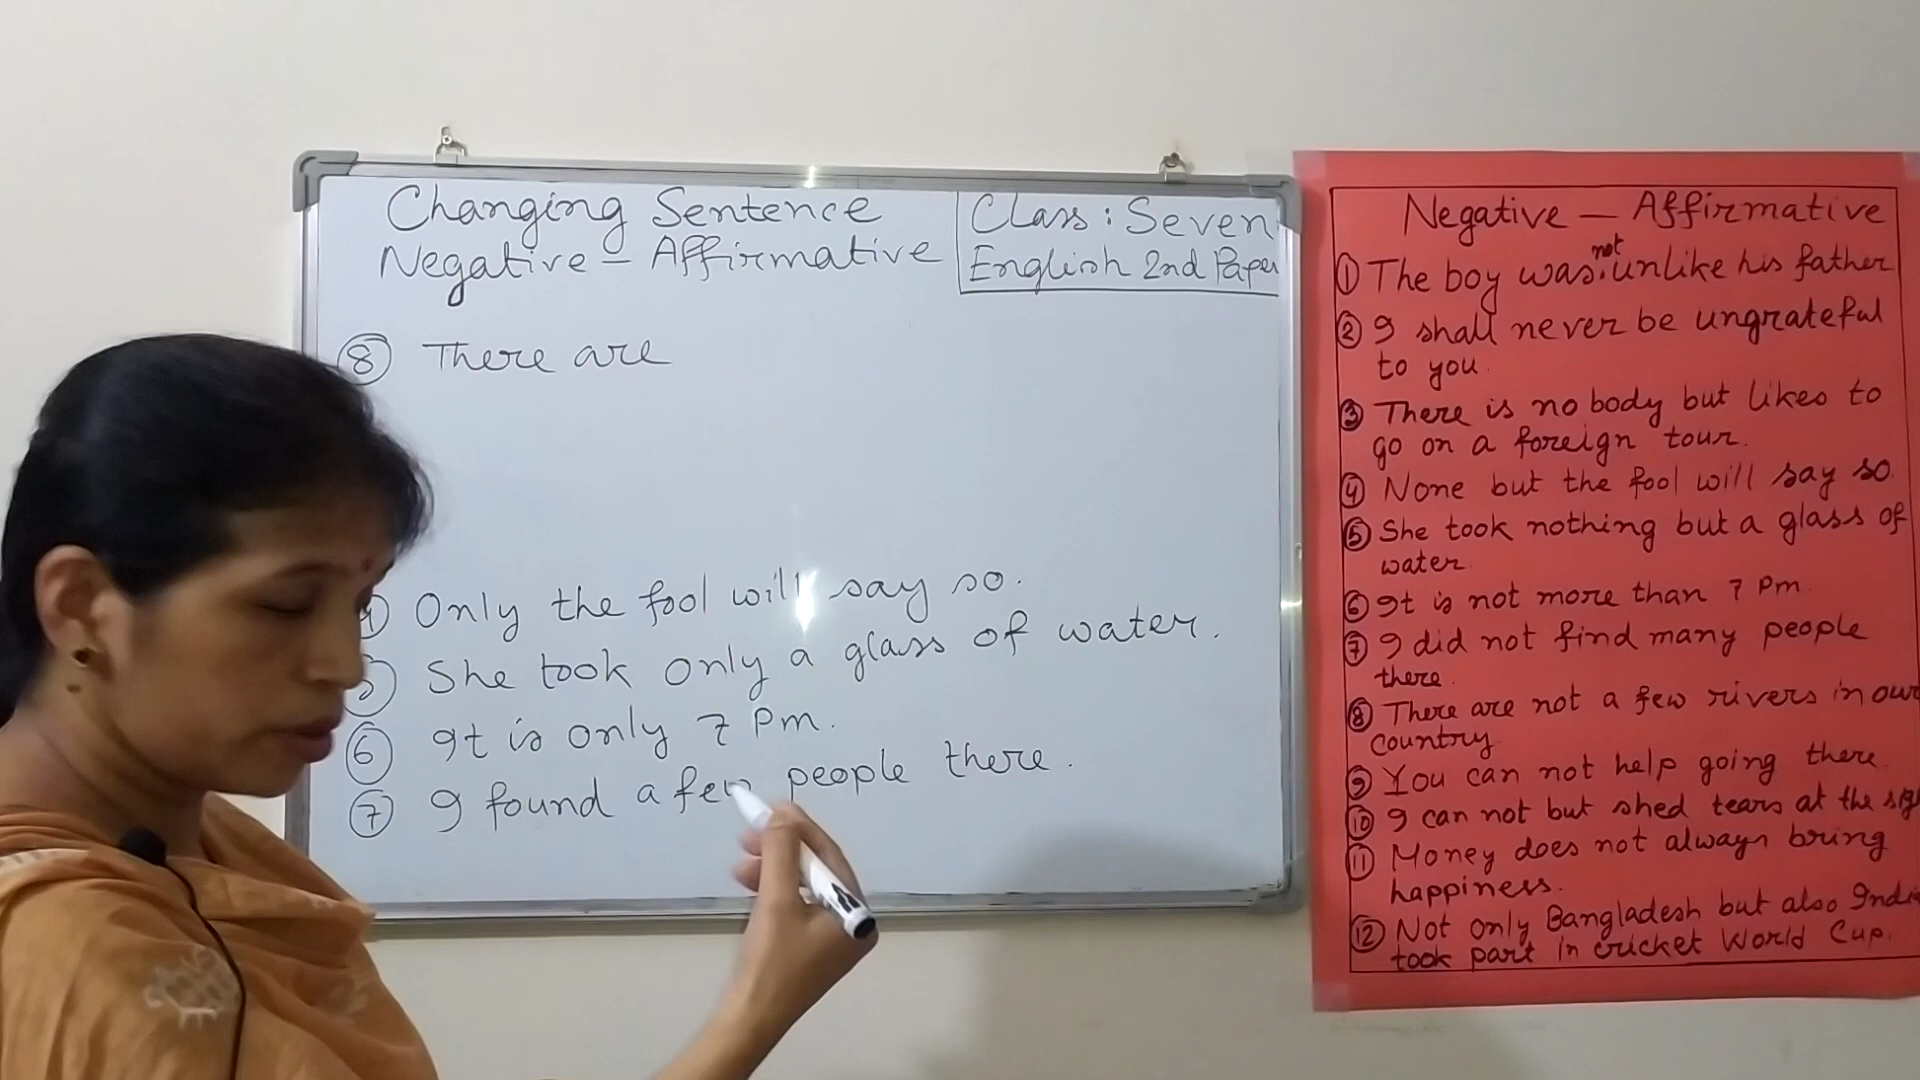 Changing Sentence
Negative – Affirmative
Class: Seven
English 2nd Paper
8 There are
Only the fool will say so.
She took only a glass of water.
6 It is only 7 Pm.
7 I found a few people there.
Negative – Affirmative
1 The boy was not unlike his father
2 I shall never be ungrateful
to you.
3 There is no body but likes to
go on a foreign tour.
4 None but the fool will say so.
5 She took nothing but a glass of
water.
6 It is not more than 7 Pm.
7 I did not find many people
there.
8 There are not a few rivers in our
country
9 You can not help going there.
10 I can not but shed tears at the
11 Money does not always bring
happiness.
12 Not only Bangladesh but also
took part in cricket World Cup.